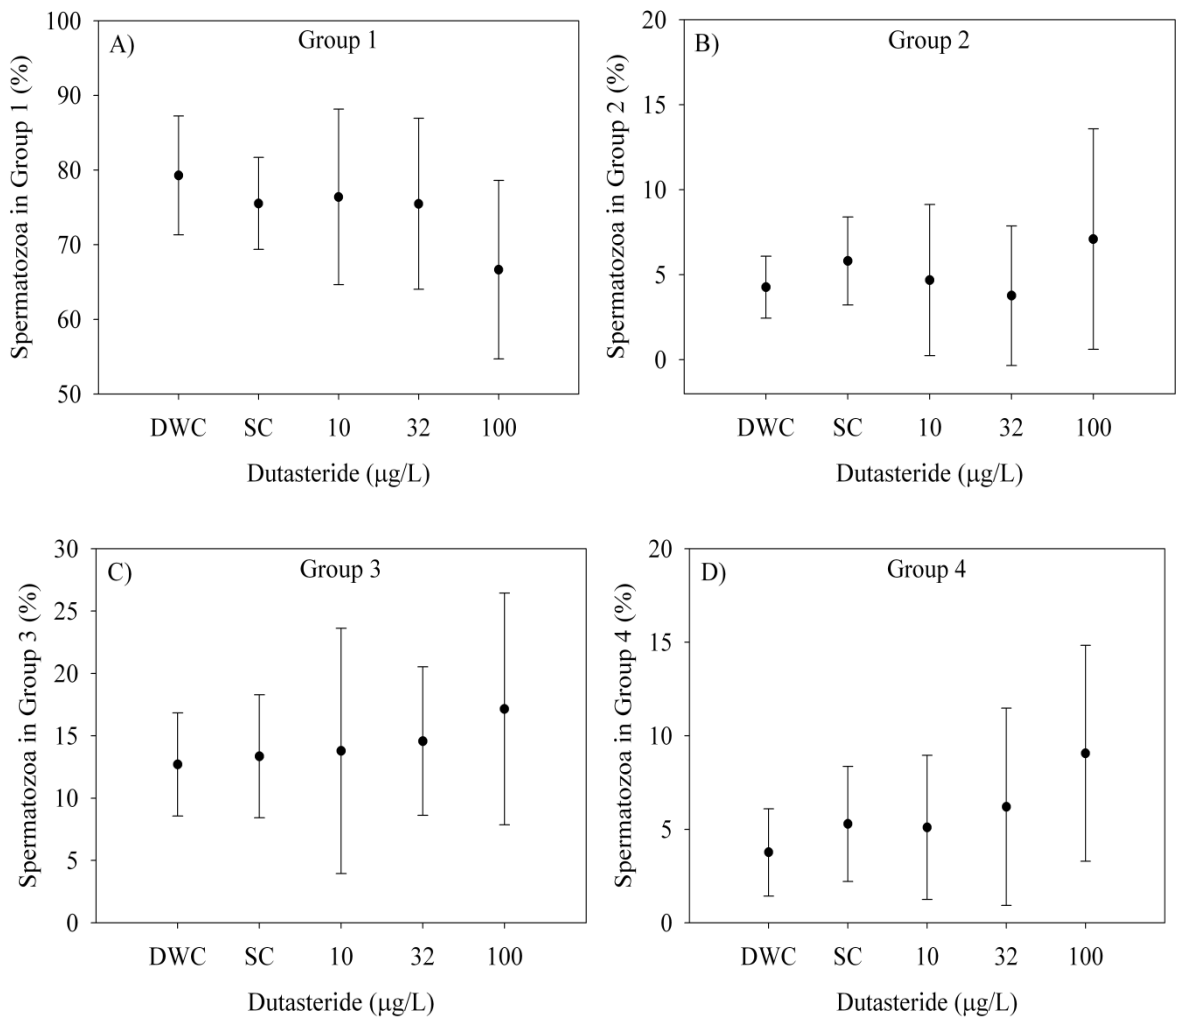 A) Group 1
Spermatozoa in Group 1 (%)
100
90
80
70
60
50
DWC SC 10 32 100
Dutasteride (μg/L)
B) Group 2
Spermatozoa in Group 2 (%)
20
15
10
5
0
DWC SC 10 32 100
Dutasteride (μg/L)
C) Group 3
Spermatozoa in Group 3 (%)
30
25
20
15
10
5
0
DWC SC 10 32 100
Dutasteride (μg/L)
D) Group 4
Spermatozoa in Group 4 (%)
20
15
10
5
0
DWC SC 10 32 100
Dutasteride (μg/L)